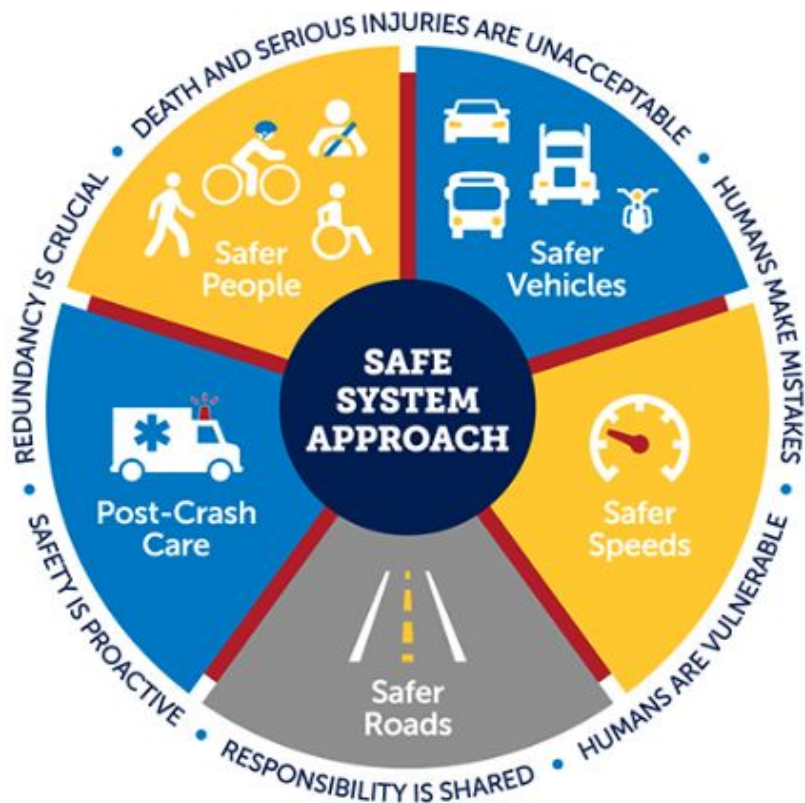 DEATH AND SERIOUS INJURIES ARE UNACCEPTABLE
HUMANS MAKE MISTAKES
HUMANS ARE VULNERABLE
RESPONSIBILITY IS SHARED
SAFETY IS PROACTIVE
REDUNDANCY IS CRUCIAL
Safer
People
Safer
Vehicles
SAFE
SYSTEM
APPROACH
Safer
Speeds
Post-Crash
Care
Safer
Roads